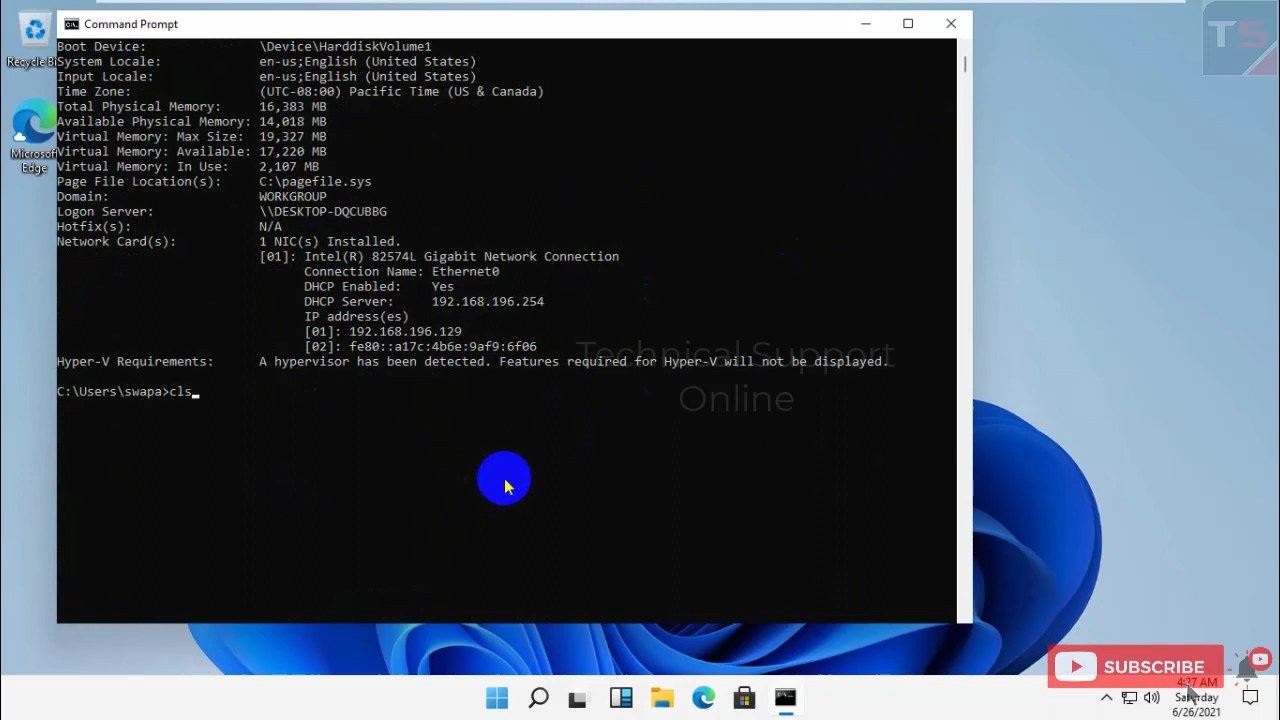 Command Prompt
TS
Recycle Bi
Microsoft
Edge
Boot Device: \Device\HarddiskVolume1
System Locale: en-us;English (United States)
Input Locale: en-us;English (United States)
Time Zone: (UTC-08:00) Pacific Time (US & Canada)
Total Physical Memory: 16,383 MB
Available Physical Memory: 14,018 MB
Virtual Memory: Max Size: 19,327 MB
Virtual Memory: Available: 17,220 MB
Virtual Memory: In Use: 2,107 MB
Page File Location(s): C:\pagefile.sys
Domain: WORKGROUP
Logon Server: \\DESKTOP-DQCUBBG
Hotfix(s): N/A
Network Card(s): 1 NIC(s) Installed.
[01]: Intel(R) 82574L Gigabit Network Connection
Connection Name: Ethernet0
DHCP Enabled: Yes
DHCP Server: 192.168.196.254
IP address(es)
[01]: 192.168.196.129
[02]: fe80::a17c:4b6e:9af9:6f06
Hyper-V Requirements: A hypervisor has been detected. Features required for Hyper-V will not be displayed.
C:\Users\swapa>cls
Technical Support
Online
SUBSCRIBE
4:27 AM
Saturday
6/26/2021